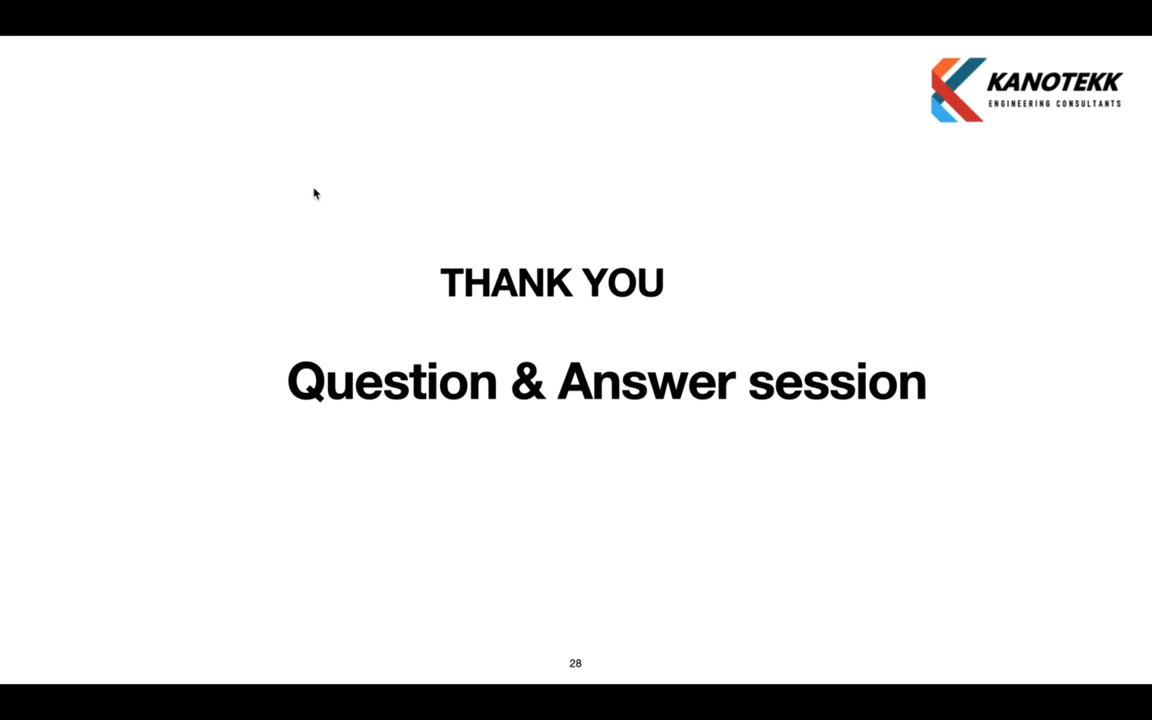 KANOTEKK
ENGINEERING CONSULTANTS
THANK YOU
Question & Answer session
28